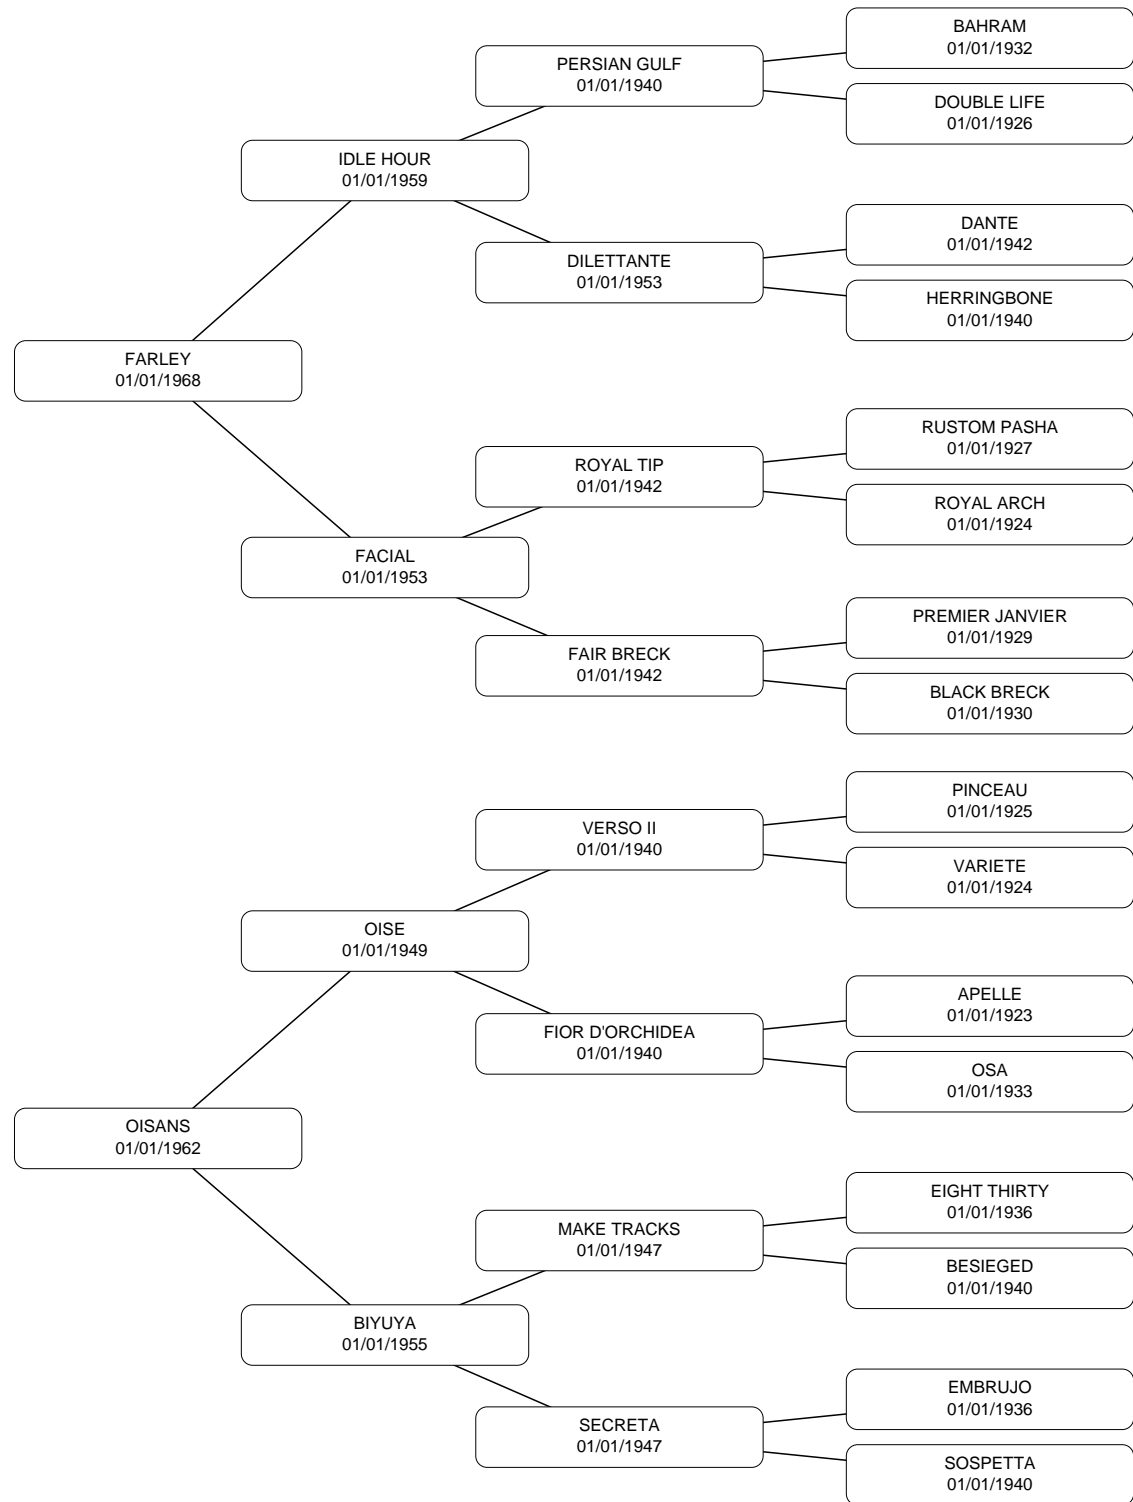 BAHRAM
01/01/1932
PERSIAN GULF
01/01/1940
DOUBLE LIFE
01/01/1926
IDLE HOUR
01/01/1959
DANTE
01/01/1942
DILETTANTE
01/01/1953
HERRINGBONE
01/01/1940
FARLEY
01/01/1968
RUSTOM PASHA
01/01/1927
ROYAL TIP
01/01/1942
ROYAL ARCH
01/01/1924
FACIAL
01/01/1953
PREMIER JANVIER
01/01/1929
FAIR BRECK
01/01/1942
BLACK BRECK
01/01/1930
PINCEAU
01/01/1925
VERSO II
01/01/1940
VARIETE
01/01/1924
OISE
01/01/1949
APELLE
01/01/1923
FIOR D'ORCHIDEA
01/01/1940
OSA
01/01/1933
OISANS
01/01/1962
EIGHT THIRTY
01/01/1936
MAKE TRACKS
01/01/1947
BESIEGED
01/01/1940
BIYUYA
01/01/1955
EMBRUJO
01/01/1936
SECRETA
01/01/1947
SOSPETTA
01/01/1940